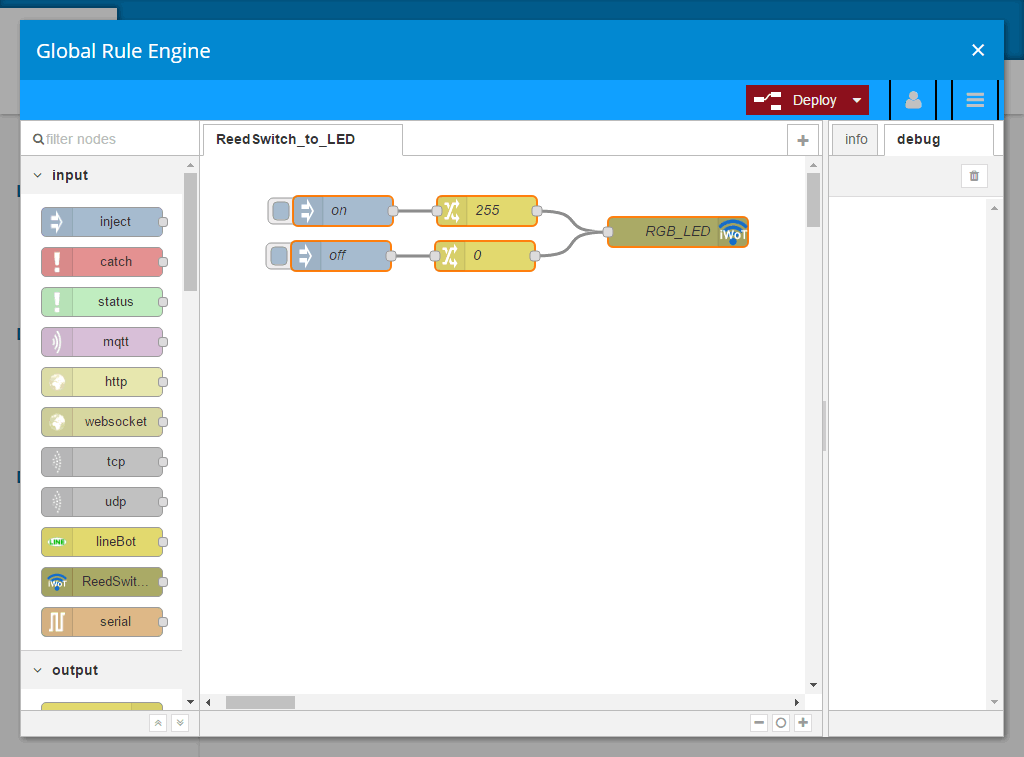 Global Rule Engine
Deploy
filter nodes
ReedSwitch_to_LED
info
debug
input
inject
catch
status
mqtt
http
websocket
tcp
udp
LINE lineBot
iWoT ReedSwit...
serial
output
on
255
RGB_LED iWoT
off
0